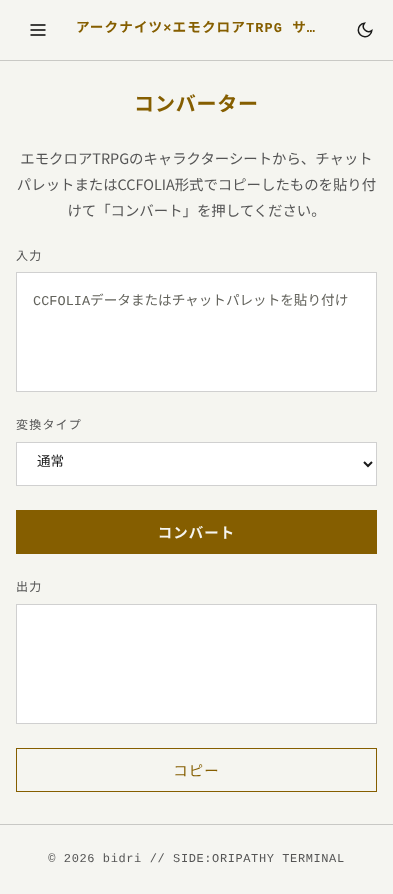 アークナイツ×エモクロアTRPG サ…
コンバーター
エモクロアTRPGのキャラクターシートから、チャット
パレットまたはCCFOLIA形式でコピーしたものを貼り付
けて「コンバート」を押してください。
入力
CCFOLIAデータまたはチャットパレットを貼り付け
変換タイプ
通常
コンバート
出力
コピー
© 2026 bidri // SIDE:ORIPATHY TERMINAL